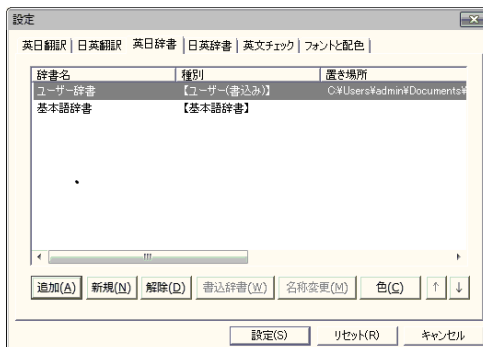 設定
英日翻訳 日英翻訳 英日辞書 日英辞書 英文チェック フォントと配色
辞書名 種別 置き場所
ユーザー辞書 【ユーザー(書込み)】 C:¥Users¥admin¥Documents¥
基本語辞書 【基本語辞書】
追加(A) 新規(N) 解除(D) 書込辞書(W) 名称変更(M) 色(C) ↑ ↓
設定(S) リセット(R) キャンセル